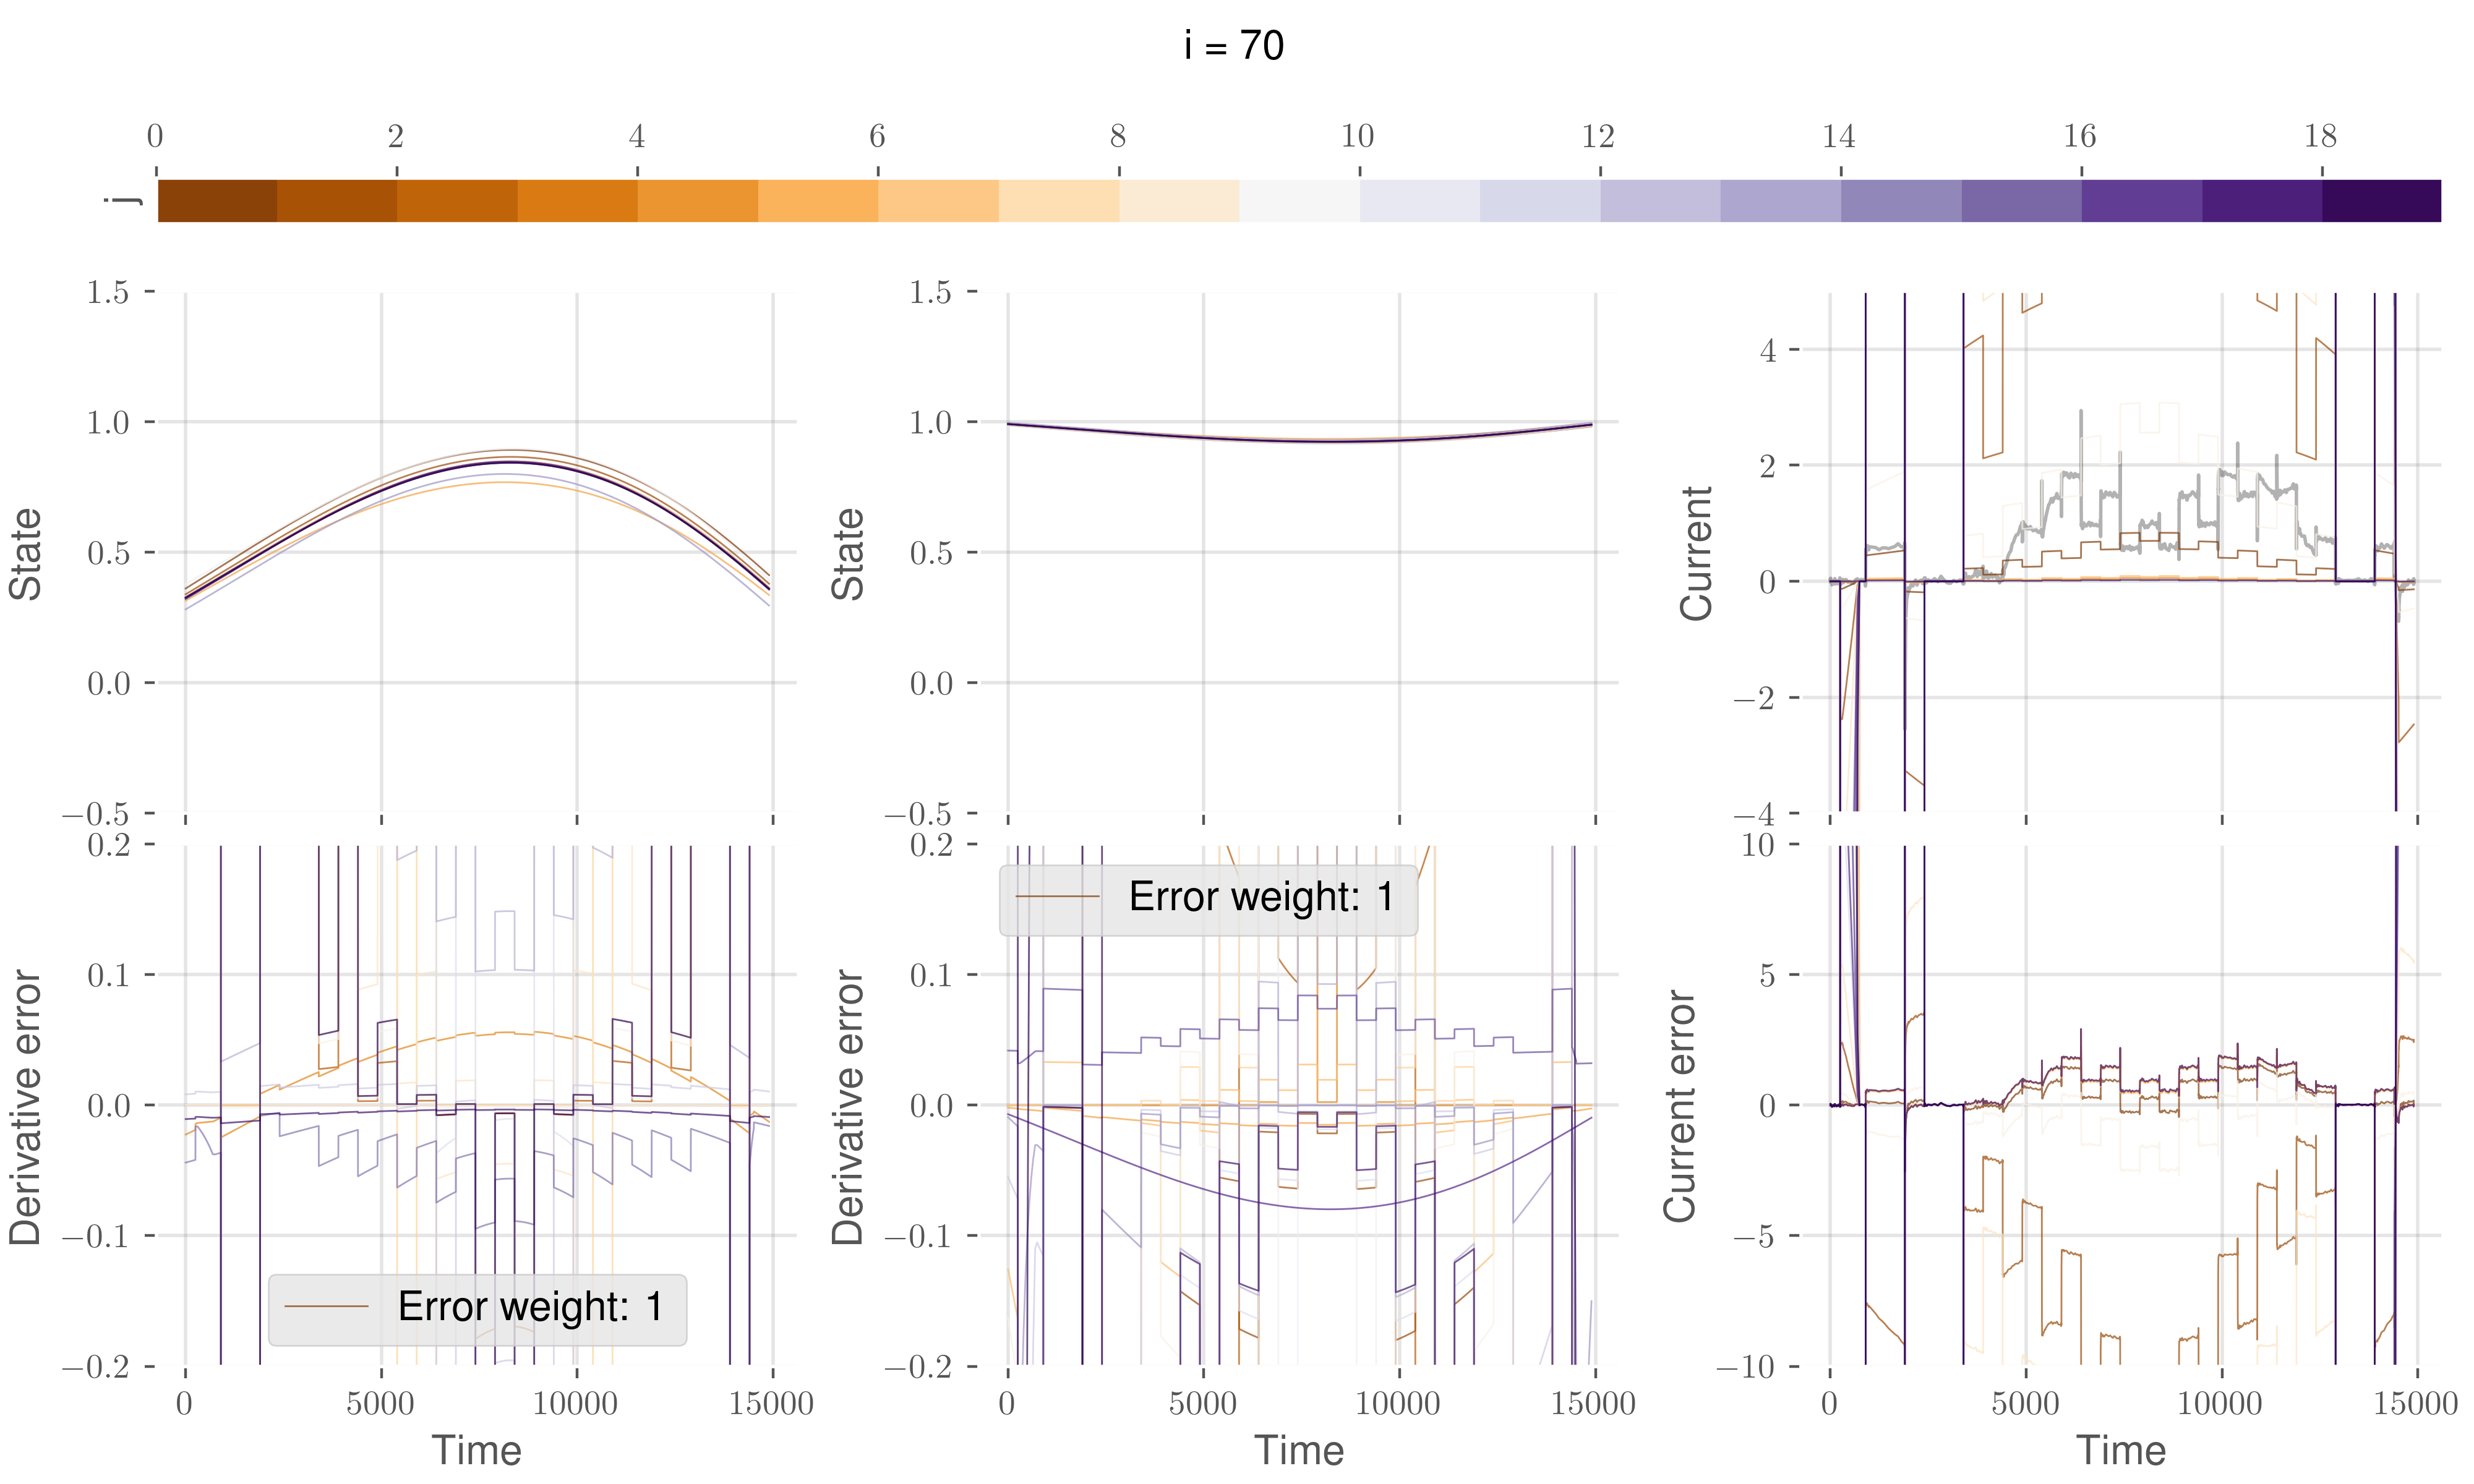 i = 70
0 2 4 6 8 10 12 14 16 18
j
1.5 1.0 0.5 0.0 −0.5
State
1.5 1.0 0.5 0.0 −0.5
State
4 2 0 −2 −4
Current
0.2 0.1 0.0 −0.1 −0.2
Derivative error
Error weight: 1
0 5000 10000 15000
Time
0.2 0.1 0.0 −0.1 −0.2
Derivative error
Error weight: 1
0 5000 10000 15000
Time
10 5 0 −5 −10
Current error
0 5000 10000 15000
Time